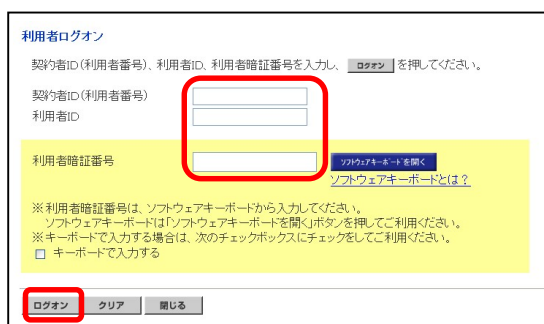 利用者ログオン
契約者ID(利用者番号)、利用者ID、利用者暗証番号を入力し、 ログオン を押してください。
契約者ID(利用者番号)
利用者ID
利用者暗証番号 ソフトウェアキーボードを開く
ソフトウェアキーボードとは?
※利用者暗証番号は、ソフトウェアキーボードから入力してください。
ソフトウェアキーボードは「ソフトウェアキーボードを開く」ボタンを押してご利用ください。
※キーボードで入力する場合は、次のチェックボックスにチェックをしてご利用ください。
キーボードで入力する
ログオン クリア 閉じる